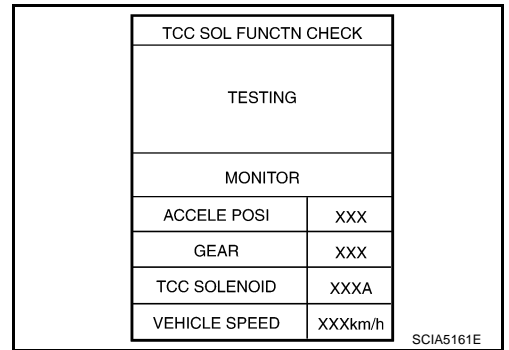 TCC SOL FUNCTN CHECK
TESTING
MONITOR
ACCELE POSI XXX
GEAR XXX
TCC SOLENOID XXXA
VEHICLE SPEED XXXkm/h
SCIA5161E